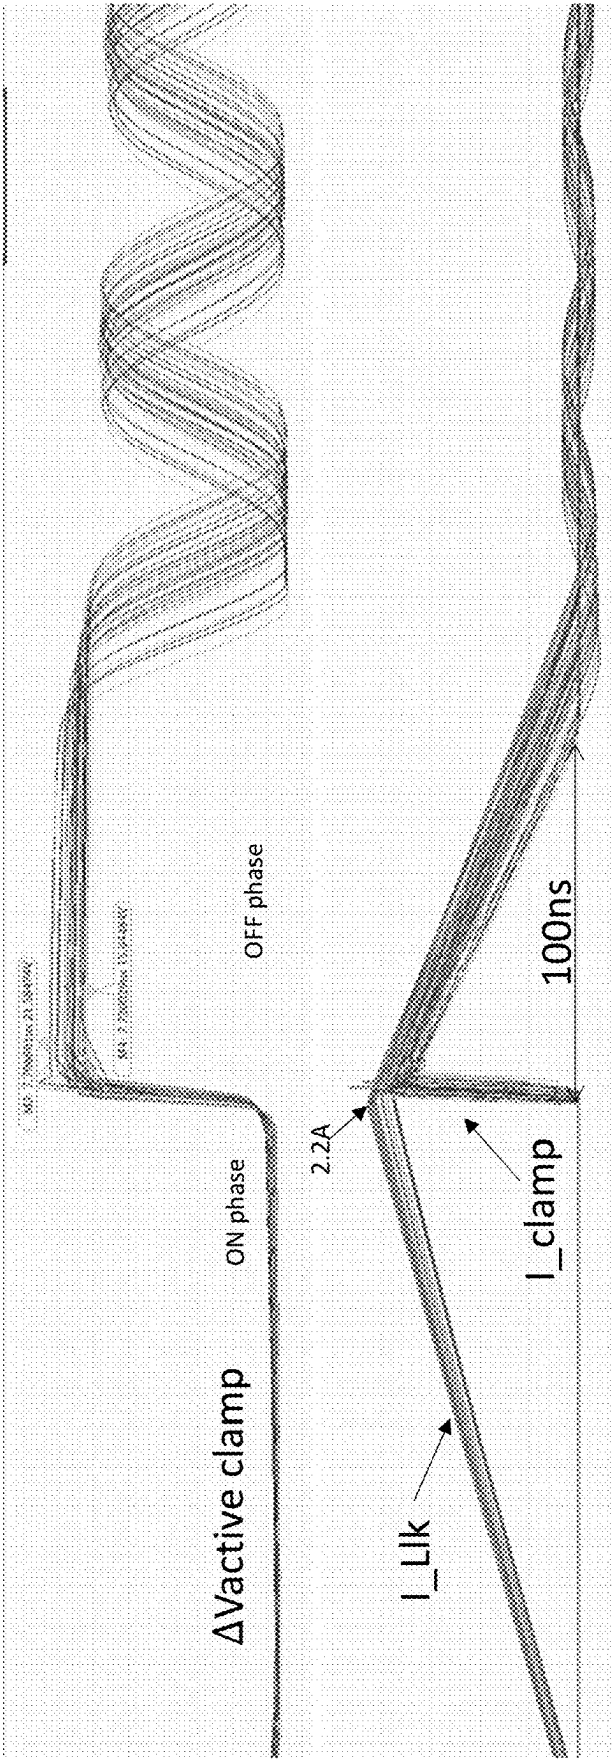 ΔVactive clamp
ON phase
OFF phase
I_Llk
2.2A
I_clamp
100ns